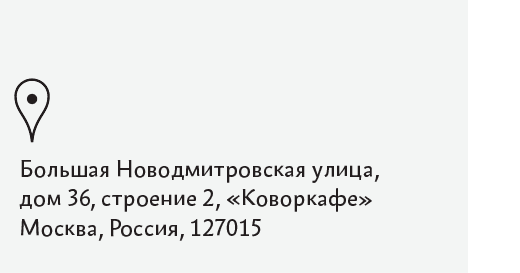 Большая Новодмитровская улица,
дом 36, строение 2, «Коворкафе»
Москва, Россия, 127015